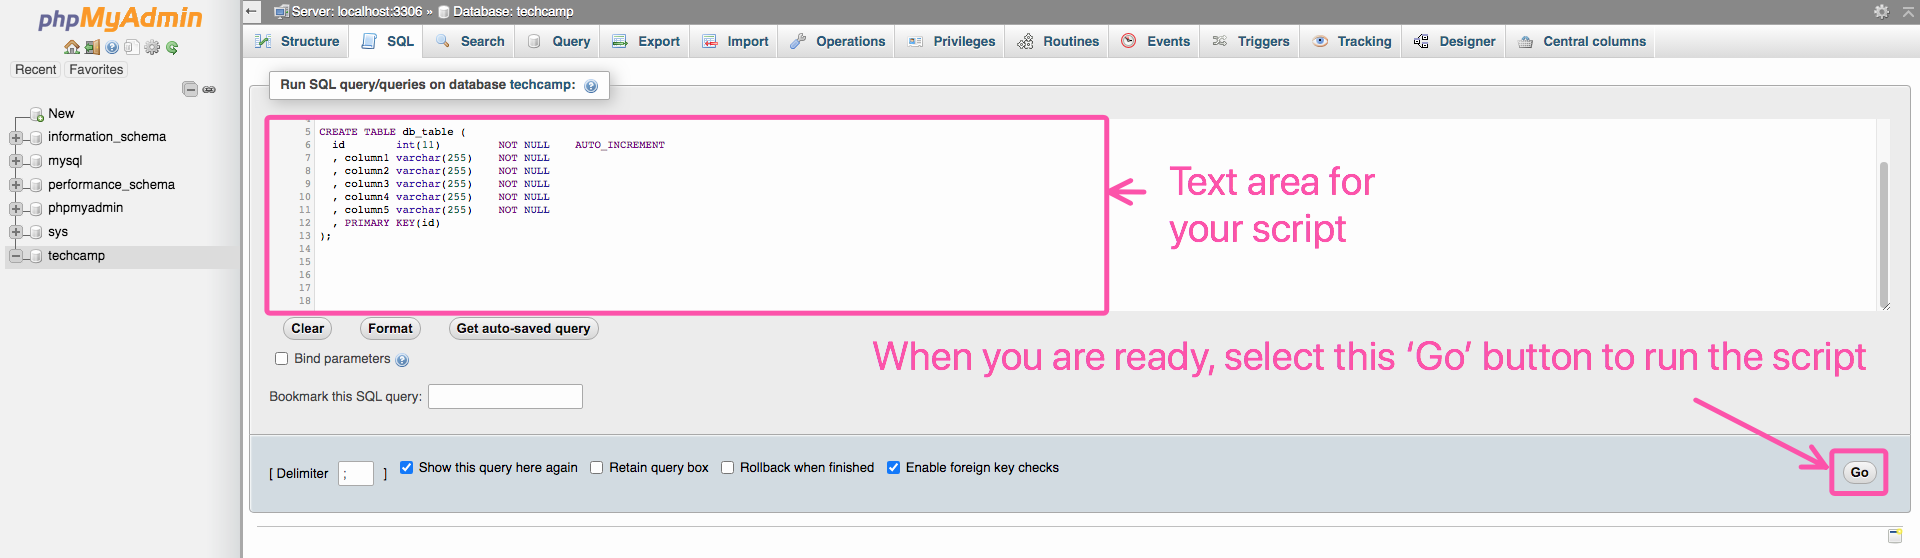 phpMyAdmin
Recent Favorites
New
information_schema
mysql
performance_schema
phpmyadmin
sys
techcamp
Server: localhost:3306 » Database: techcamp
Structure SQL Search Query Export Import Operations Privileges Routines Events Triggers Tracking Designer Central columns
Run SQL query/queries on database techcamp:
5 CREATE TABLE db_table (
6 id int(11) NOT NULL AUTO_INCREMENT
7 , column1 varchar(255) NOT NULL
8 , column2 varchar(255) NOT NULL
9 , column3 varchar(255) NOT NULL
10 , column4 varchar(255) NOT NULL
11 , column5 varchar(255) NOT NULL
12 , PRIMARY KEY(id)
13 );
14
15
16
17
18
Text area for
your script
Clear Format Get auto-saved query
Bind parameters
When you are ready, select this ‘Go’ button to run the script
Bookmark this SQL query:
[ Delimiter ; ] Show this query here again Retain query box Rollback when finished Enable foreign key checks
Go